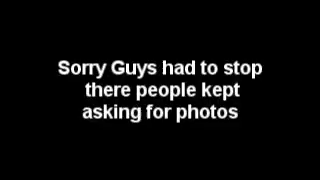 Sorry Guys had to stop
there people kept
asking for photos